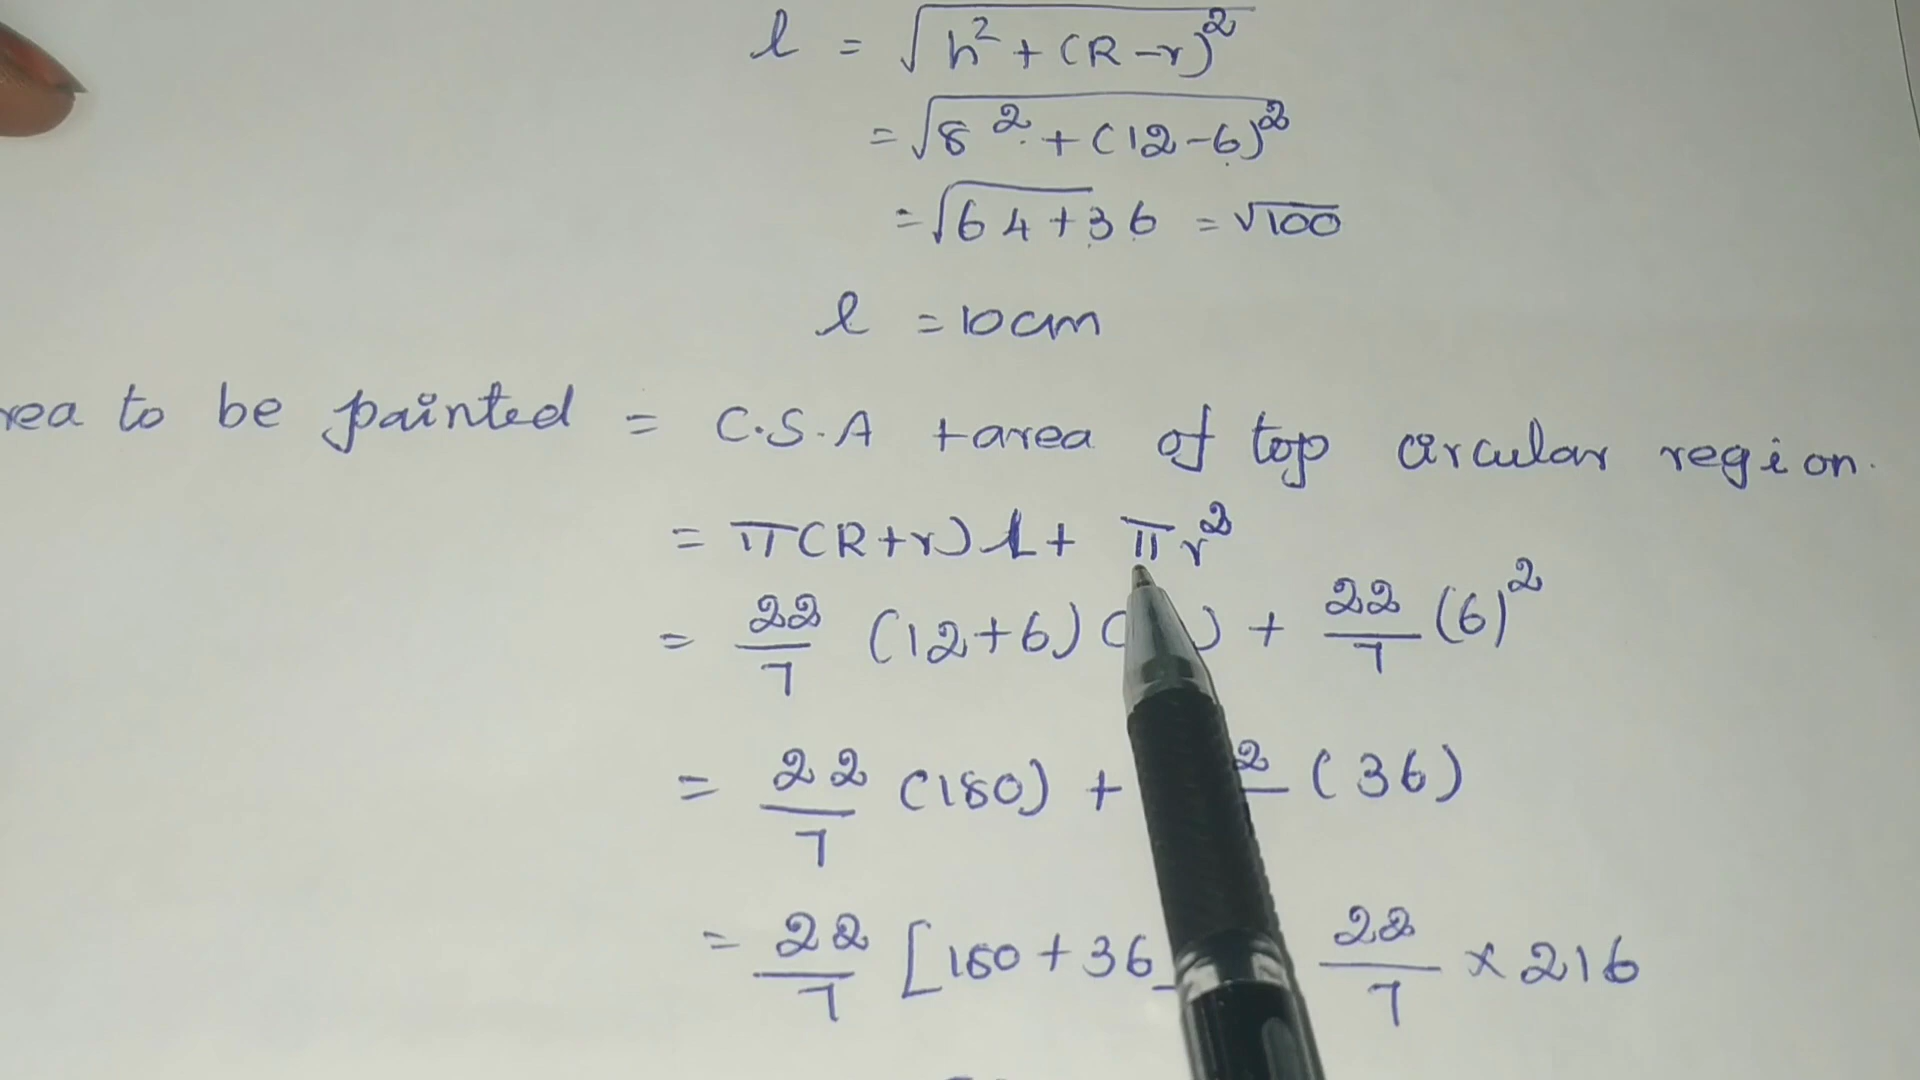 l = √h² + (R-r)²
= √8² + (12-6)²
= √64+36 = √100
l = 10cm
to be painted = C.S.A + area of top circular region.
= π(R+r) l + πr²
= 22/7 (12+6) ( ) + 22/7 (6)²
= 22/7 (180) + 2 (36)
= 22/7 [180+36 22/7 × 216